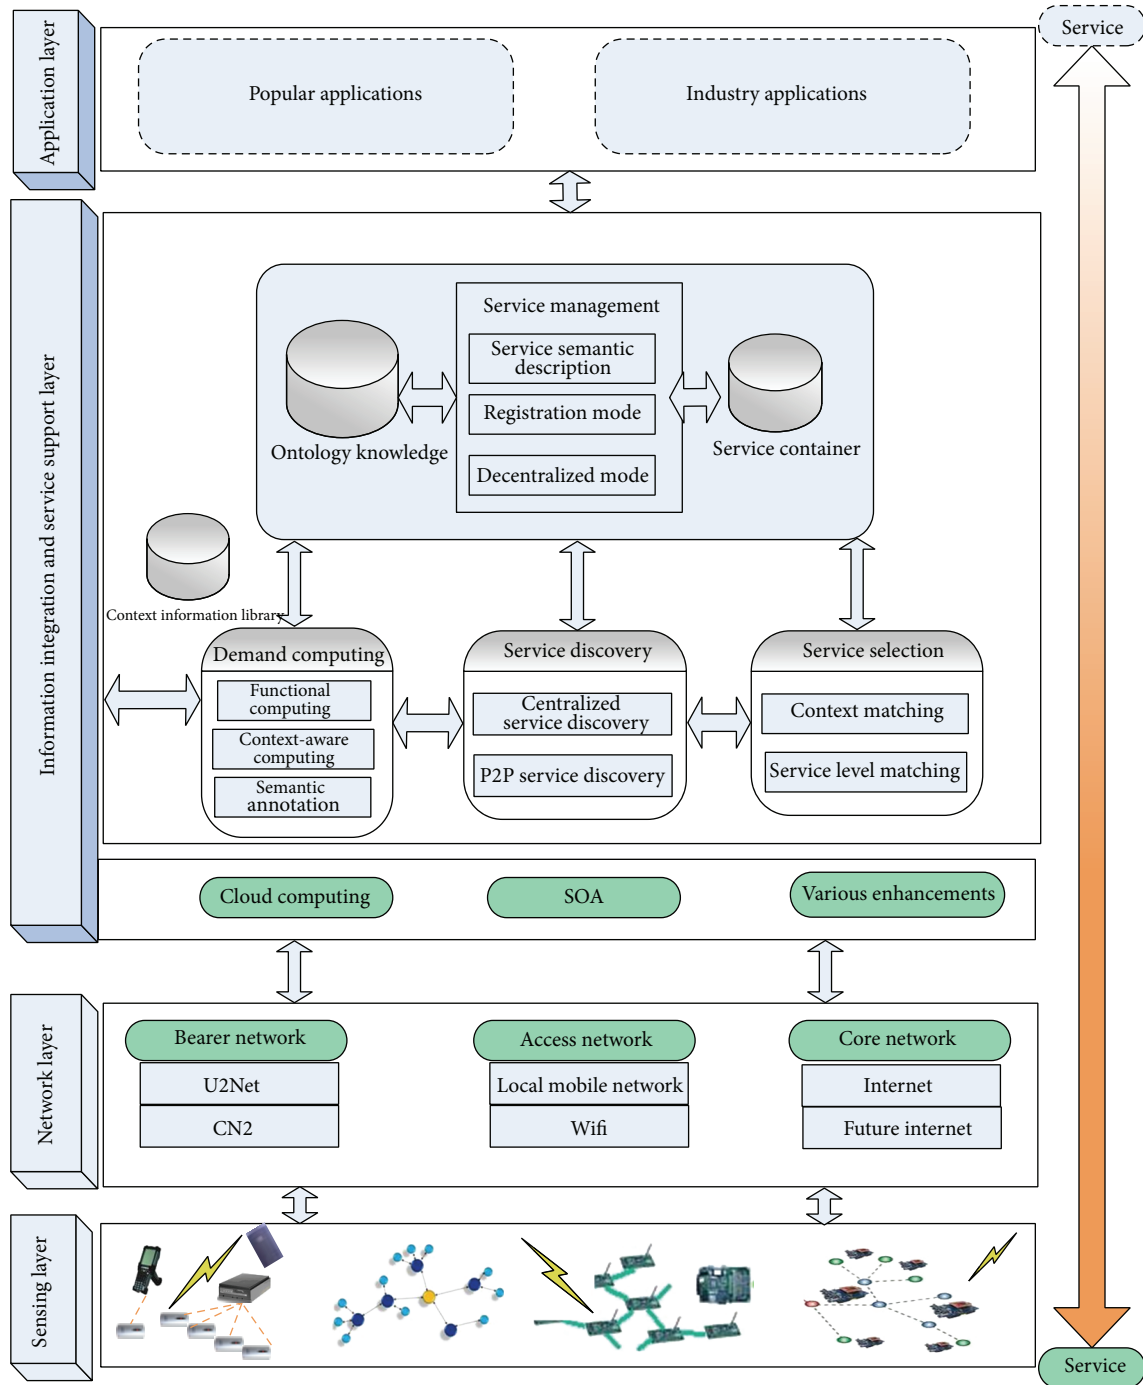 Application layer
Popular applications
Industry applications
Service
Information integration and service support layer
Service management
Service semantic
description
Registration mode
Decentralized mode
Ontology knowledge
Service container
Context information library
Demand computing
Functional
computing
Context-aware
computing
Semantic
annotation
Service discovery
Centralized
service discovery
P2P service discovery
Service selection
Context matching
Service level matching
Cloud computing
SOA
Various enhancements
Network layer
Bearer network
U2Net
CN2
Access network
Local mobile network
Wifi
Core network
Internet
Future internet
Sensing layer
Service